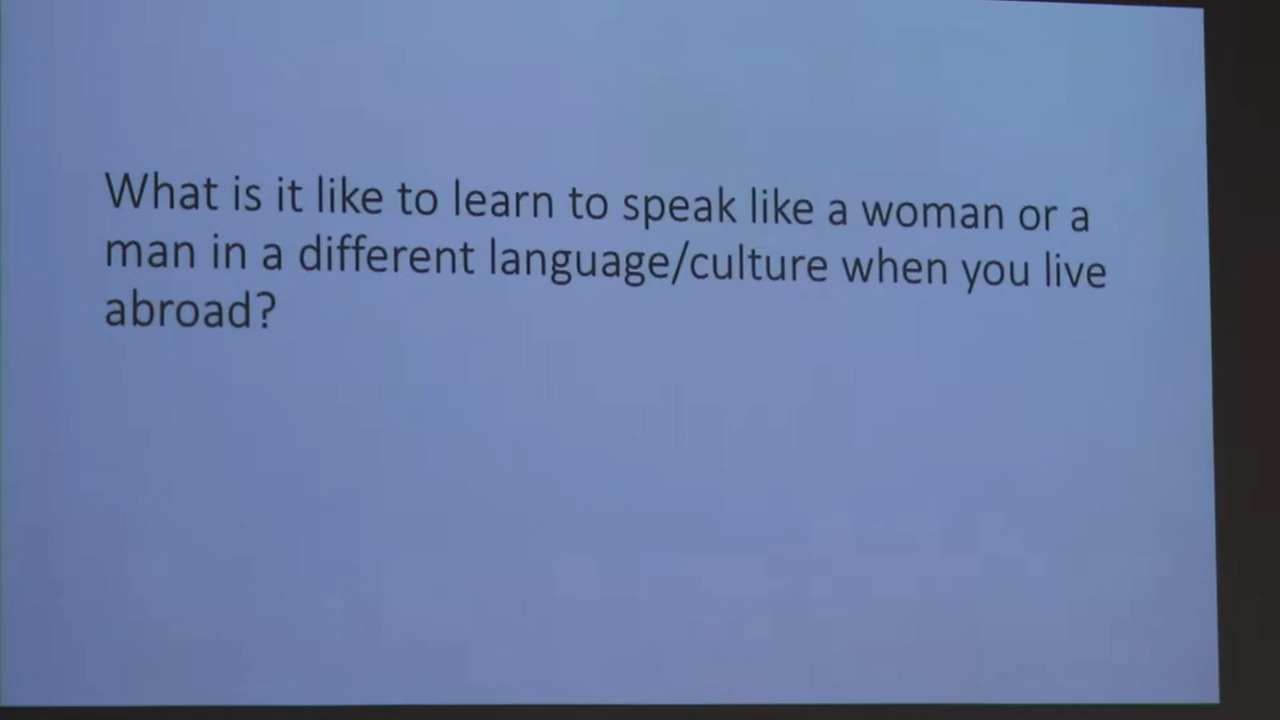 What is it like to learn to speak like a woman or a
man in a different language/culture when you live
abroad?